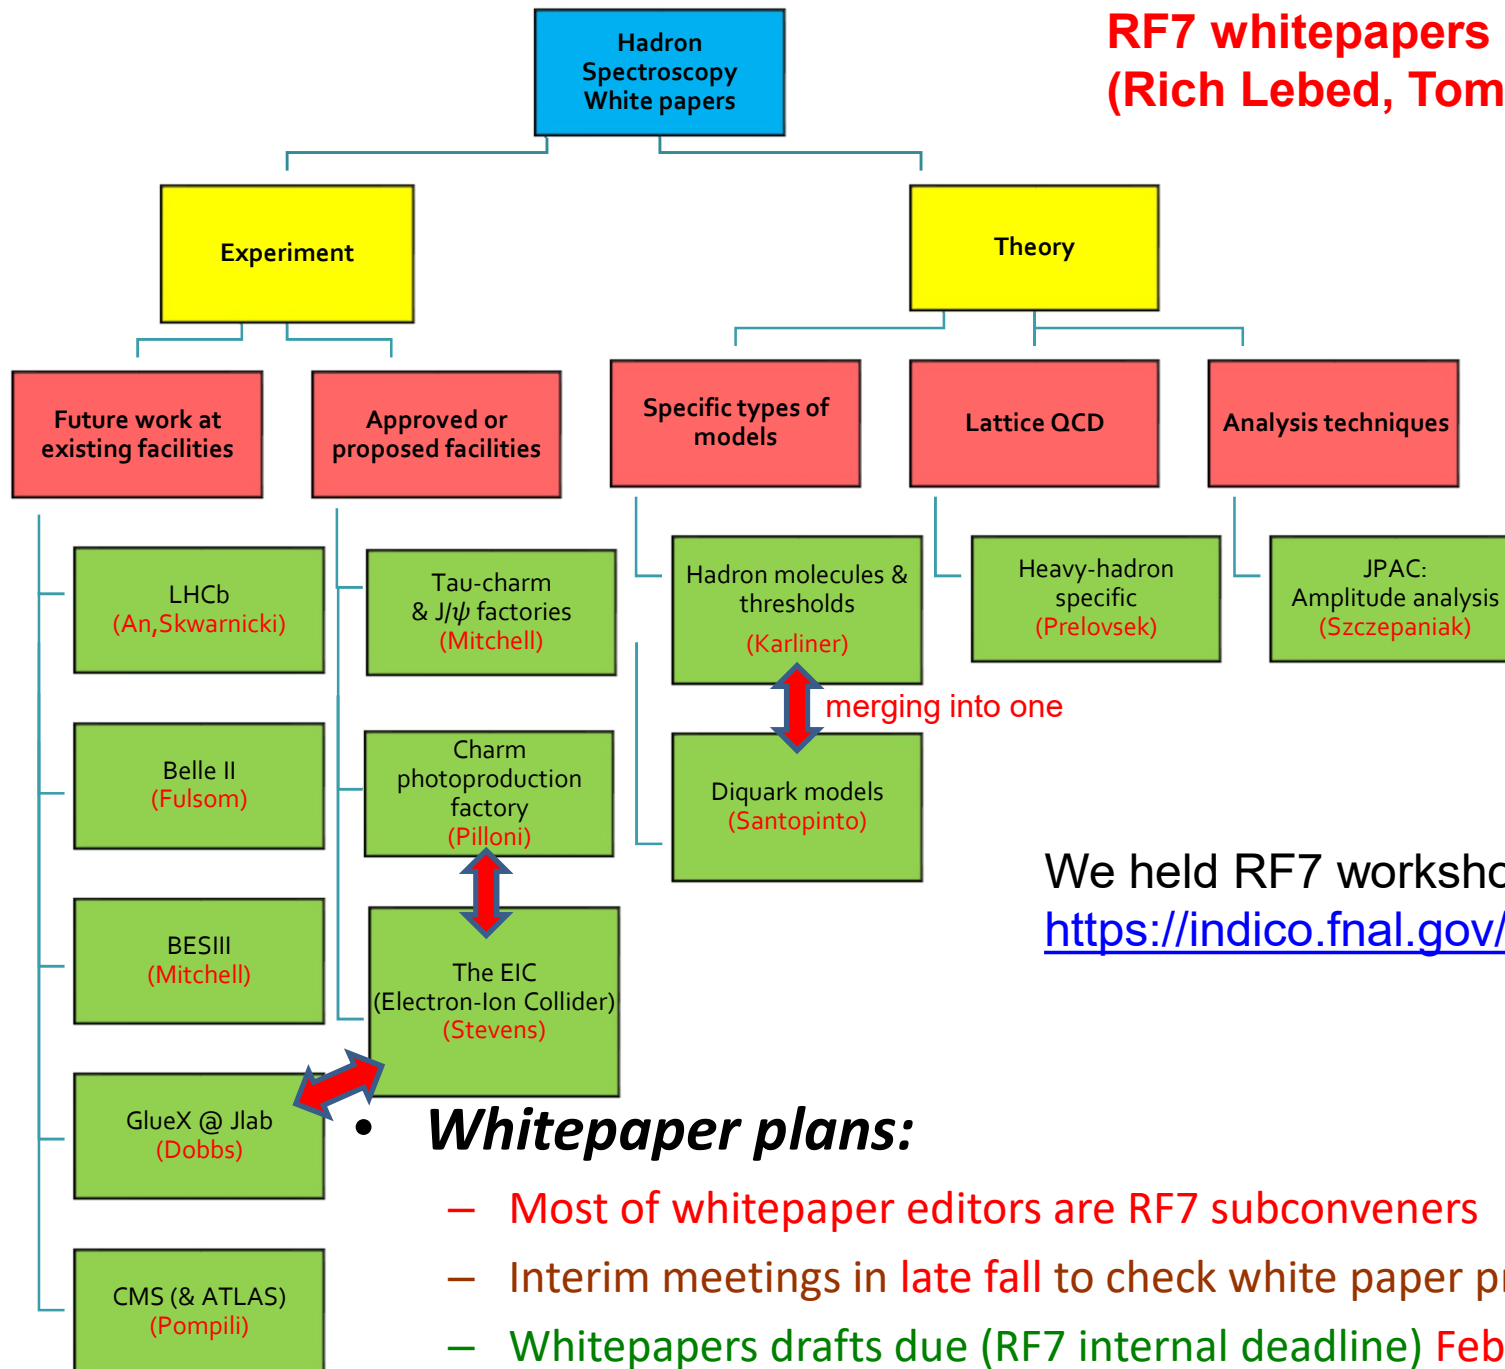 Hadron
Spectroscopy
White papers
RF7 whitepapers
(Rich Lebed, Tom
Experiment
Theory
Future work at
existing facilities
Approved or
proposed facilities
Specific types of
models
Lattice QCD
Analysis techniques
LHCb
(An,Skwarnicki)
Belle II
(Fulsom)
BESIII
(Mitchell)
GlueX @ Jlab
(Dobbs)
CMS (& ATLAS)
(Pompili)
Tau-charm
& J/ψ factories
(Mitchell)
Charm
photoproduction
factory
(Pilloni)
The EIC
(Electron-Ion Collider)
(Stevens)
Hadron molecules &
thresholds
(Karliner)
merging into one
Diquark models
(Santopinto)
Heavy-hadron
specific
(Prelovsek)
JPAC:
Amplitude analysis
(Szczepaniak)
We held RF7 worksho
https://indico.fnal.gov/
• Whitepaper plans:
– Most of whitepaper editors are RF7 subconveners
– Interim meetings in late fall to check white paper pr
– Whitepapers drafts due (RF7 internal deadline) Feb